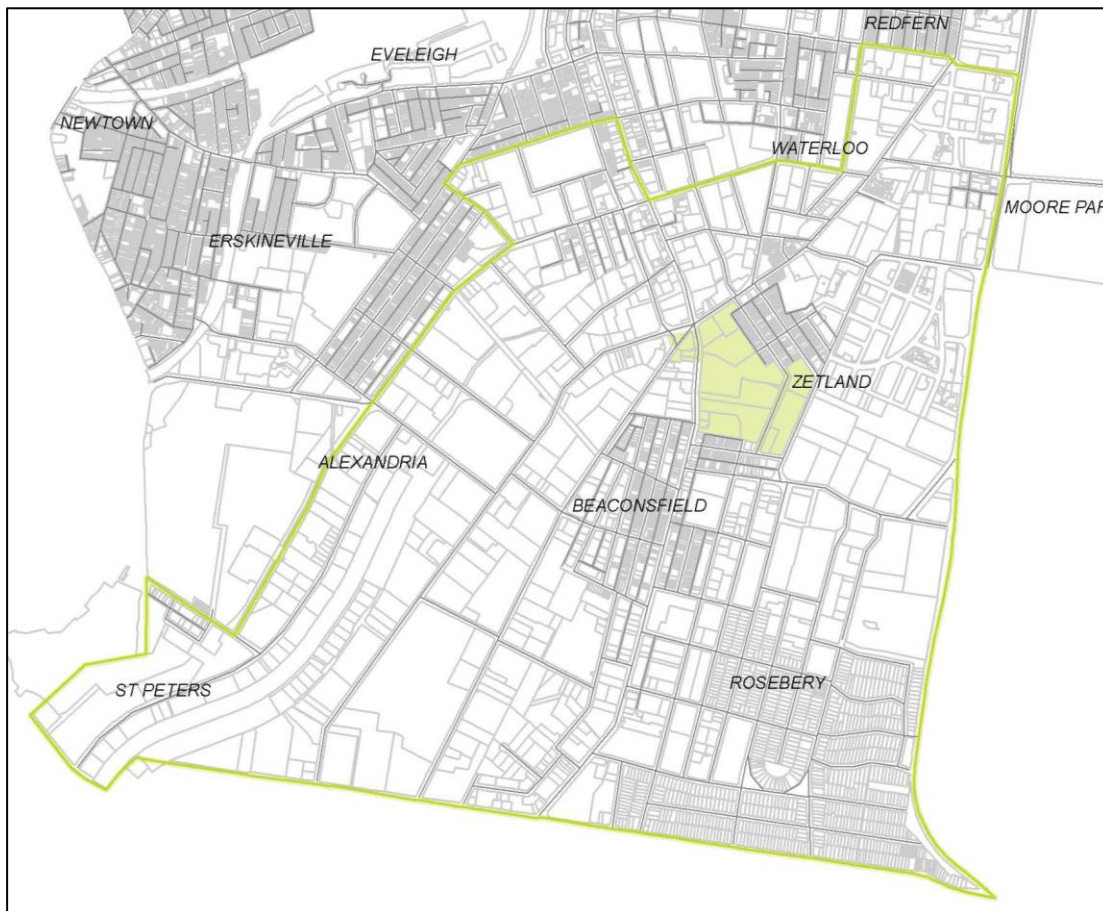 REDFERN
EVELEIGH
NEWTOWN
WATERLOO
MOORE PAR
ERSKINEVILLE
ZETLAND
ALEXANDRIA
BEACONSFIELD
ST PETERS
ROSEBERY